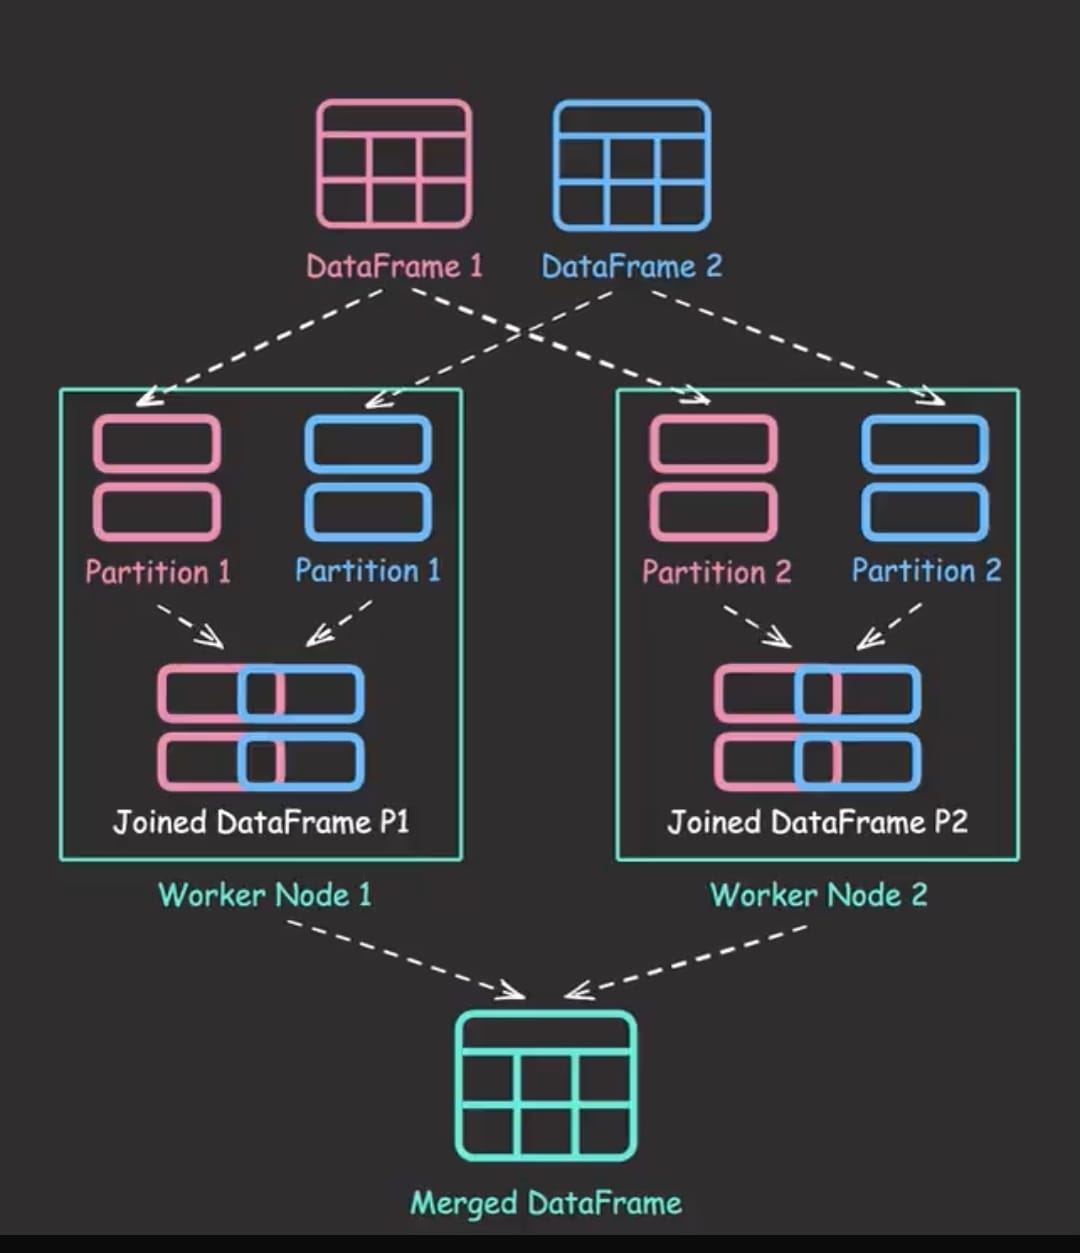 DataFrame 1
DataFrame 2
Partition 1
Partition 1
Partition 2
Partition 2
Joined DataFrame P1
Joined DataFrame P2
Worker Node 1
Worker Node 2
Merged DataFrame